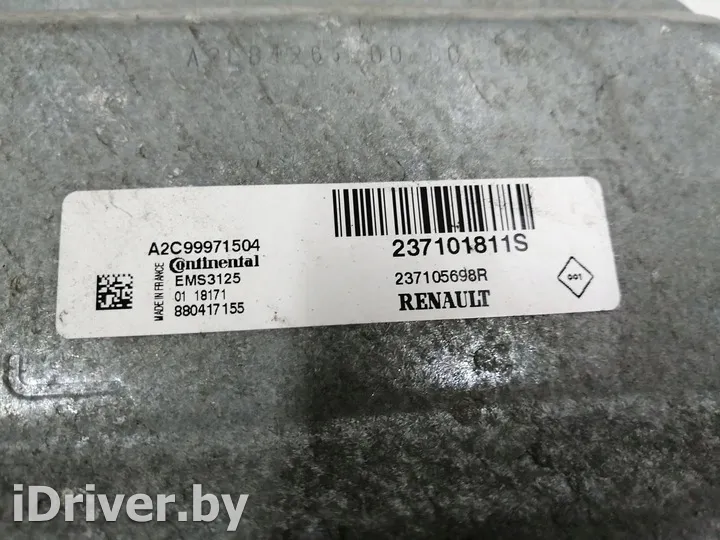 A2C99971504
Continental
EMS3125
01 18171
880417155
MADE IN FRANCE
237101811S
237105698R
RENAULT
001
iDriver.by